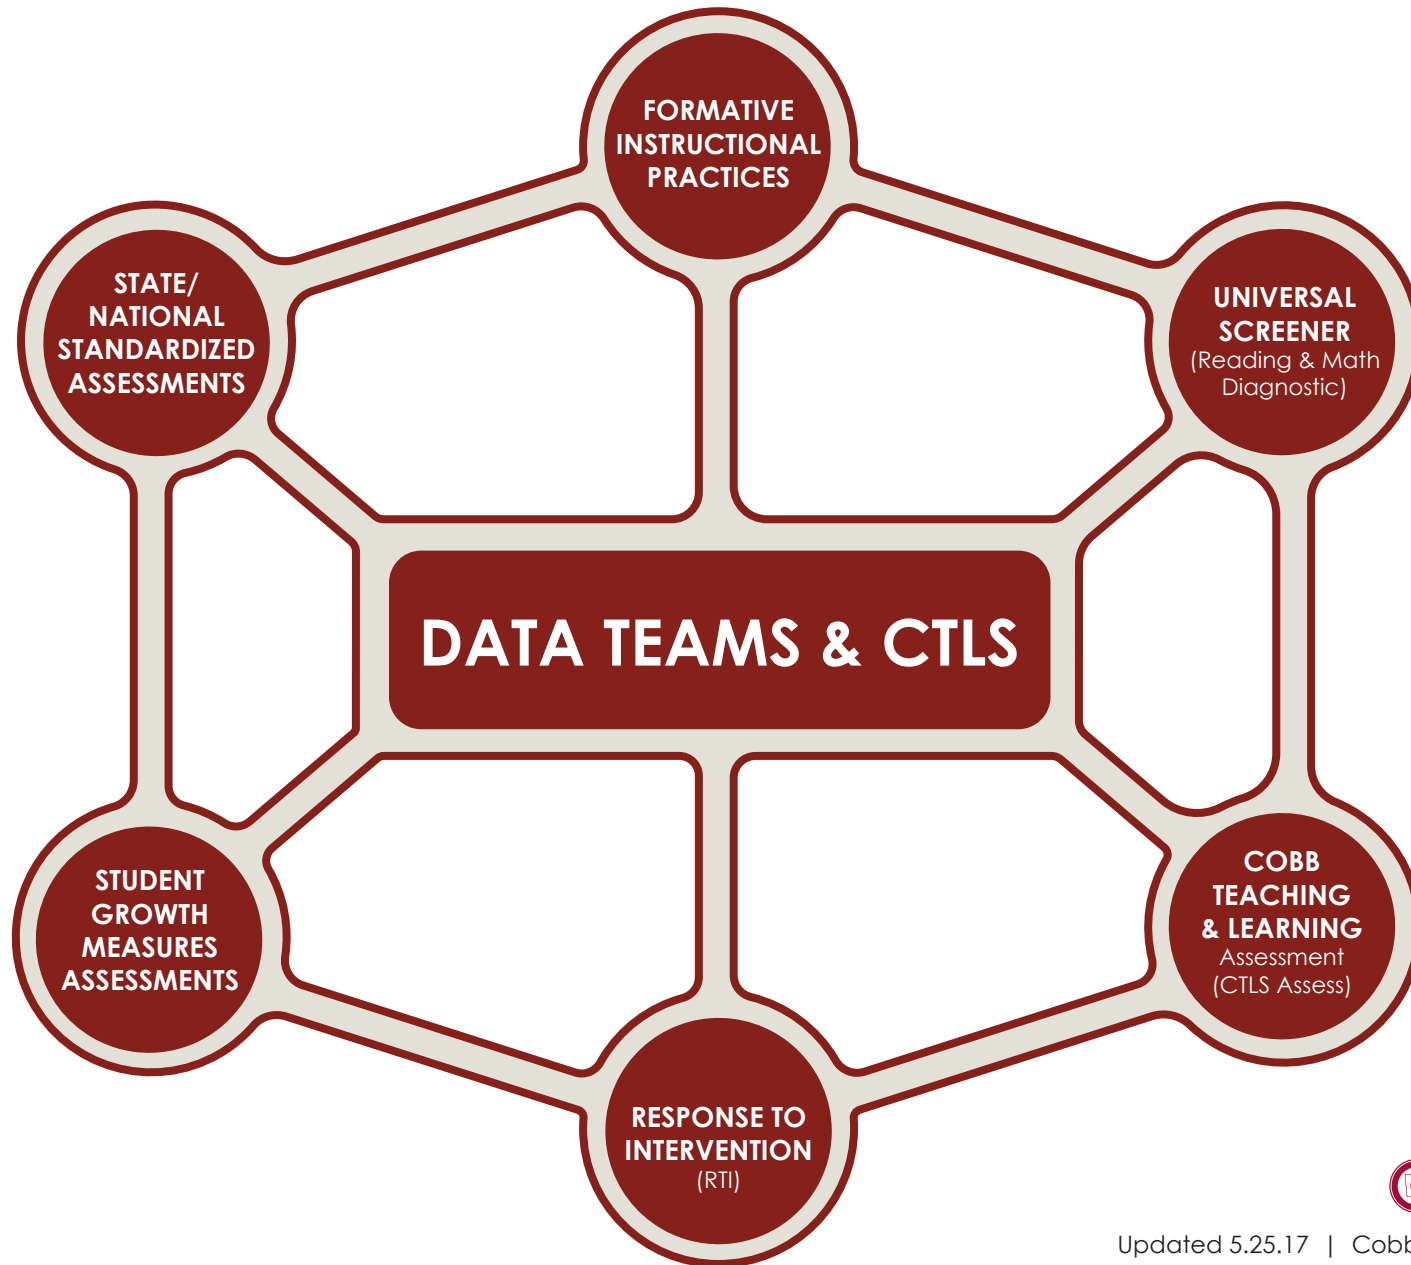 FORMATIVE
INSTRUCTIONAL
PRACTICES
STATE/
NATIONAL
STANDARDIZED
ASSESSMENTS
UNIVERSAL
SCREENER
(Reading & Math
Diagnostic)
DATA TEAMS & CTLS
STUDENT
GROWTH
MEASURES
ASSESSMENTS
COBB
TEACHING
& LEARNING
Assessment
(CTLS Assess)
RESPONSE TO
INTERVENTION
(RTI)
Updated 5.25.17 | Cobb